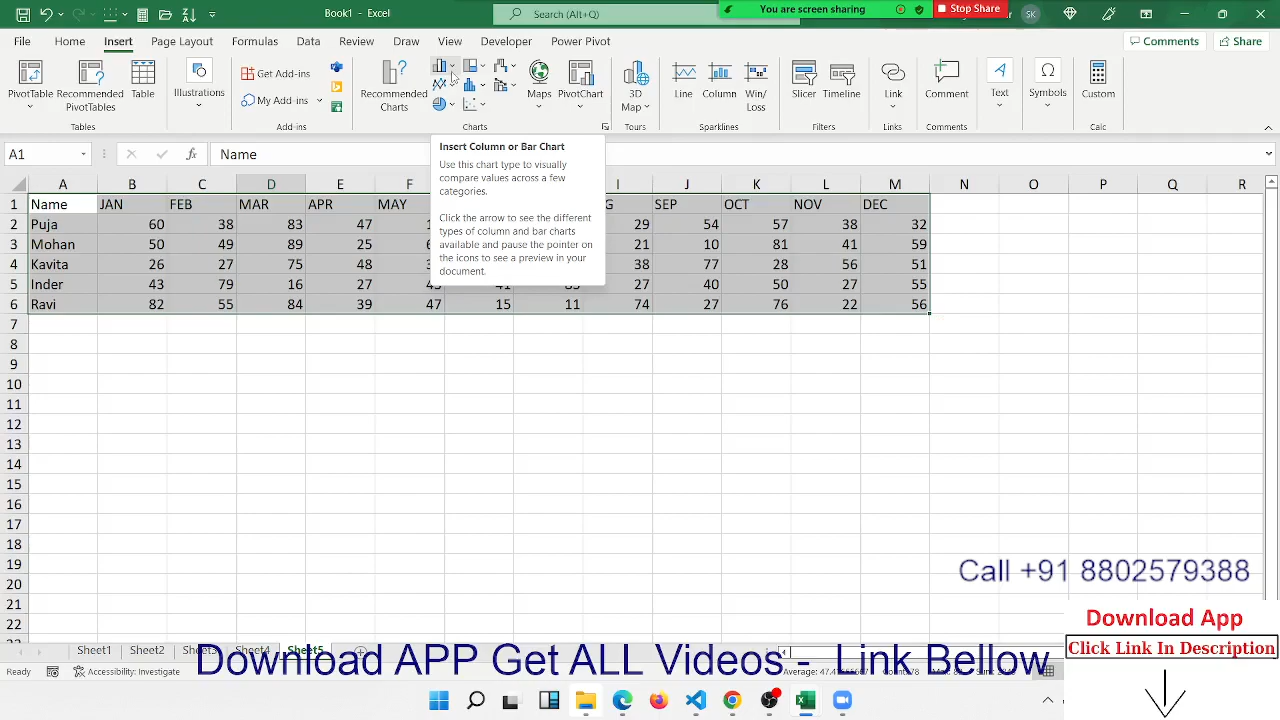 Book1 - Excel
Search (Alt+Q)
You are screen sharing
Stop Share
SK
File Home Insert Page Layout Formulas Data Review Draw View Developer Power Pivot
Comments Share
PivotTable Recommended PivotTables Table
Illustrations
Get Add-ins
My Add-ins
Recommended Charts
Maps PivotChart
3D Map
Line Column Win/Loss
Slicer Timeline
Link
Comment
Text
Symbols
Custom
Tables Add-ins Charts Tours Sparklines Filters Links Comments Calc
A1 fx Name
Insert Column or Bar Chart
Use this chart type to visually
compare values across a few
categories.
Click the arrow to see the different
types of column and bar charts
available and pause the pointer on
the icons to see a preview in your
document.
A B C D E F I J K L M N O P Q R
1 Name JAN FEB MAR APR MAY G SEP OCT NOV DEC
2 Puja 60 38 83 47 29 54 57 38 32
3 Mohan 50 49 89 25 21 10 81 41 59
4 Kavita 26 27 75 48 38 77 28 56 51
5 Inder 43 79 16 27 27 40 50 27 55
6 Ravi 82 55 84 39 47 15 11 74 27 76 22 56
7
8
9
10
11
12
13
14
15
16
17
18
19
20
21
22
Call +91 8802579388
Download App
Click Link In Description
Sheet1 Sheet2 Sheet3 Sheet4 Sheet5
Download APP Get ALL Videos - Link Bellow
Ready Accessibility: Investigate